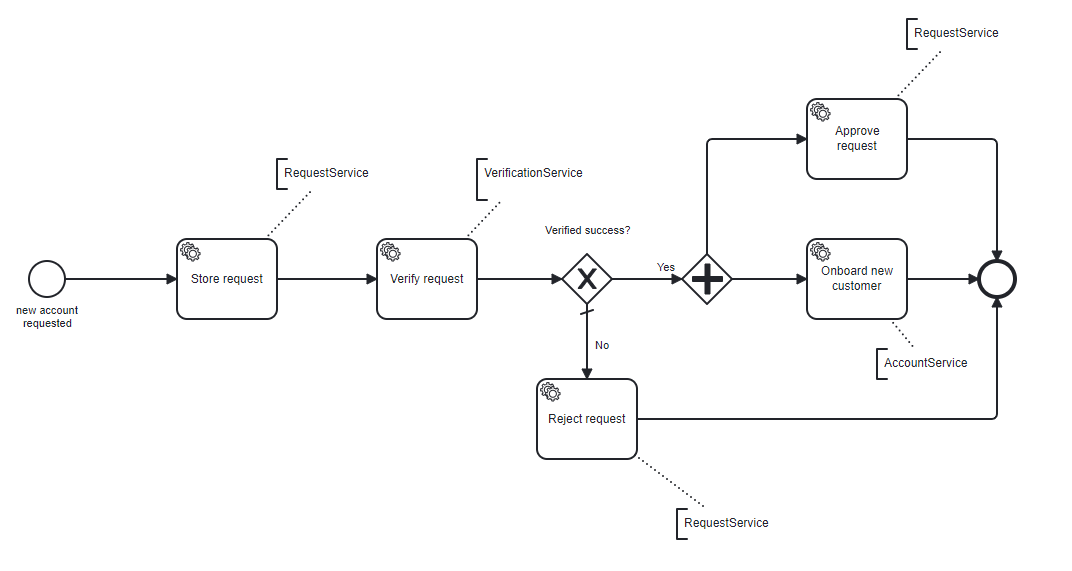 RequestService
Approve
request
RequestService
VerificationService
Verified success?
new account
requested
Store request
Verify request
Yes
Onboard new
customer
No
AccountService
Reject request
RequestService